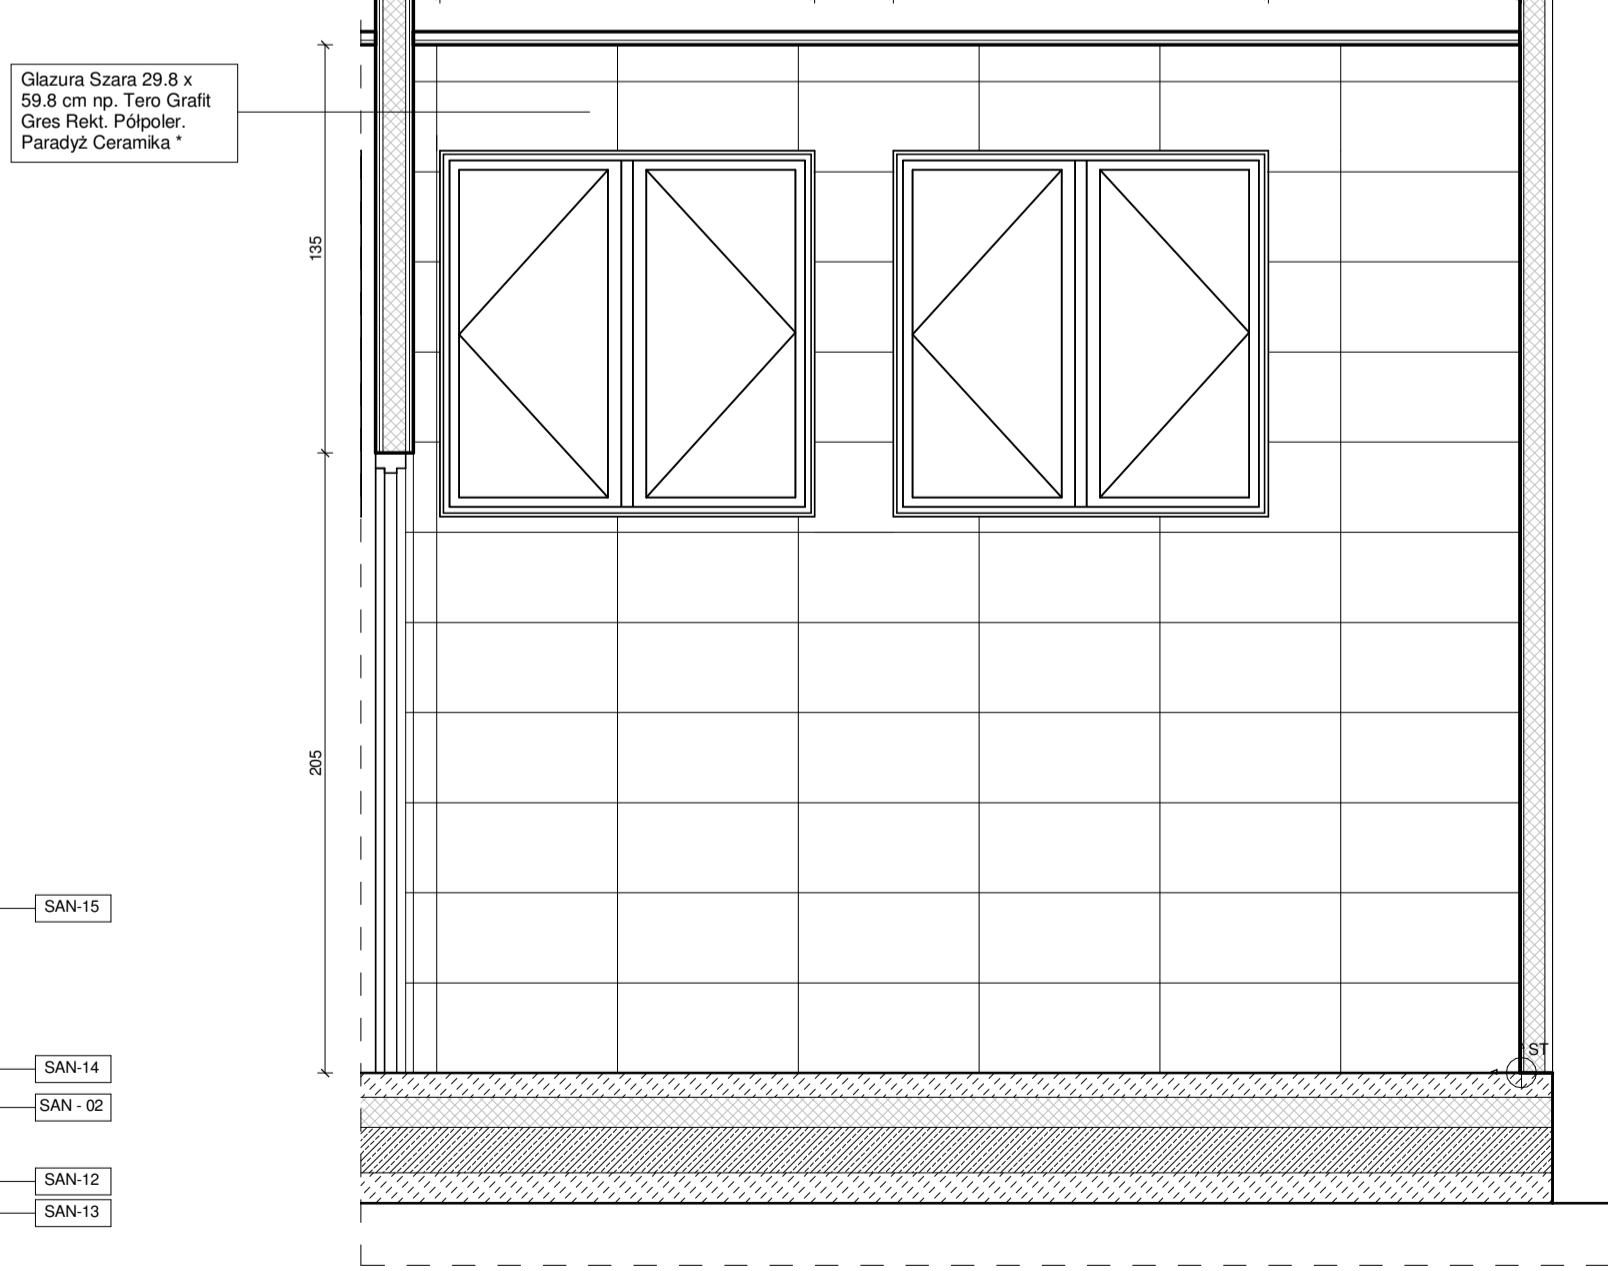 Glazura Szara 29.8 x
59.8 cm np. Tero Grafit
Gres Rekt. Półpoler.
Paradyż Ceramika *
135
205
SAN-15
ST
SAN-14
SAN - 02
SAN-12
SAN-13